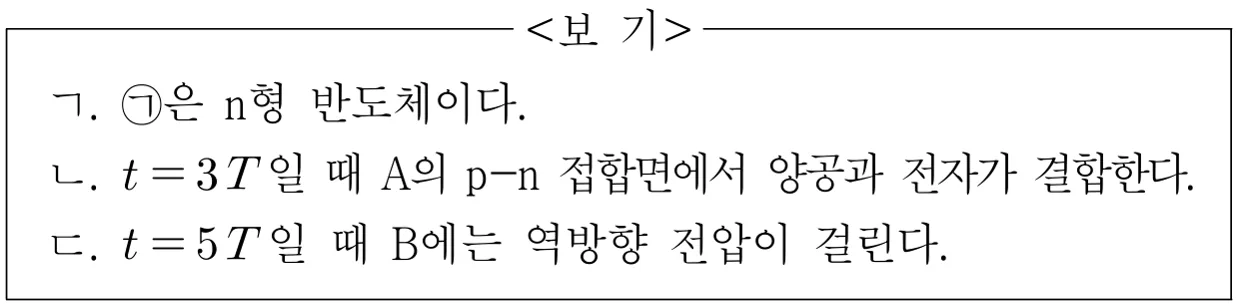 <보 기>
ㄱ. ㉠은 n형 반도체이다.
ㄴ. t=3T일 때 A의 p-n 접합면에서 양공과 전자가 결합한다.
ㄷ. t=5T일 때 B에는 역방향 전압이 걸린다.